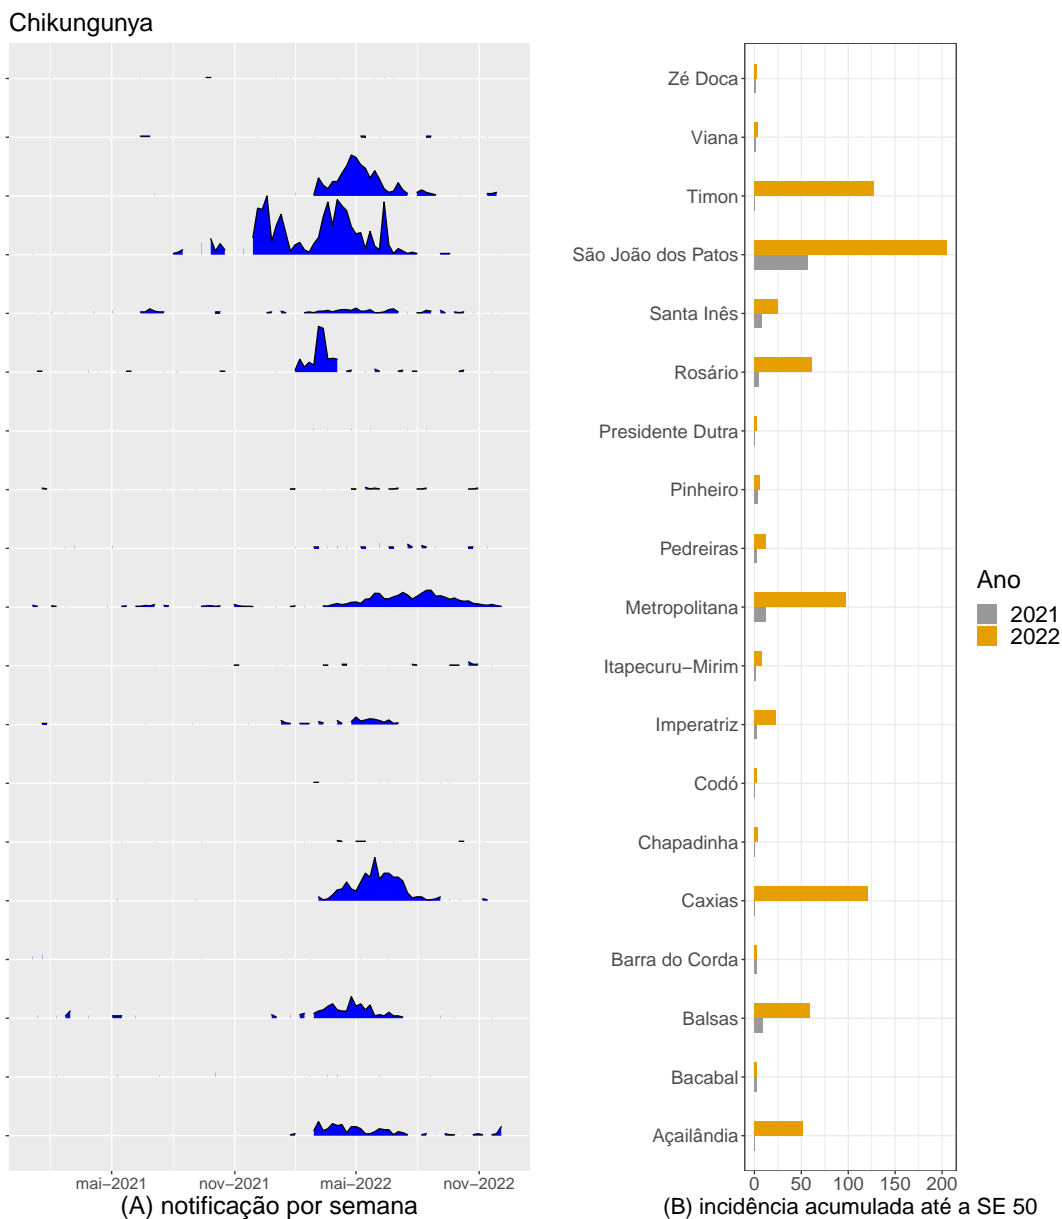 Chikungunya
Zé Doca
Viana
Timon
São João dos Patos
Santa Inês
Rosário
Presidente Dutra
Pinheiro
Pedreiras
Metropolitana
Itapecuru−Mirim
Imperatriz
Codó
Chapadinha
Caxias
Barra do Corda
Balsas
Bacabal
Açailândia
mai−2021 nov−2021 mai−2022 nov−2022
(A) notificação por semana
0 50 100 150 200
(B) incidência acumulada até a SE 50
Ano
2021
2022